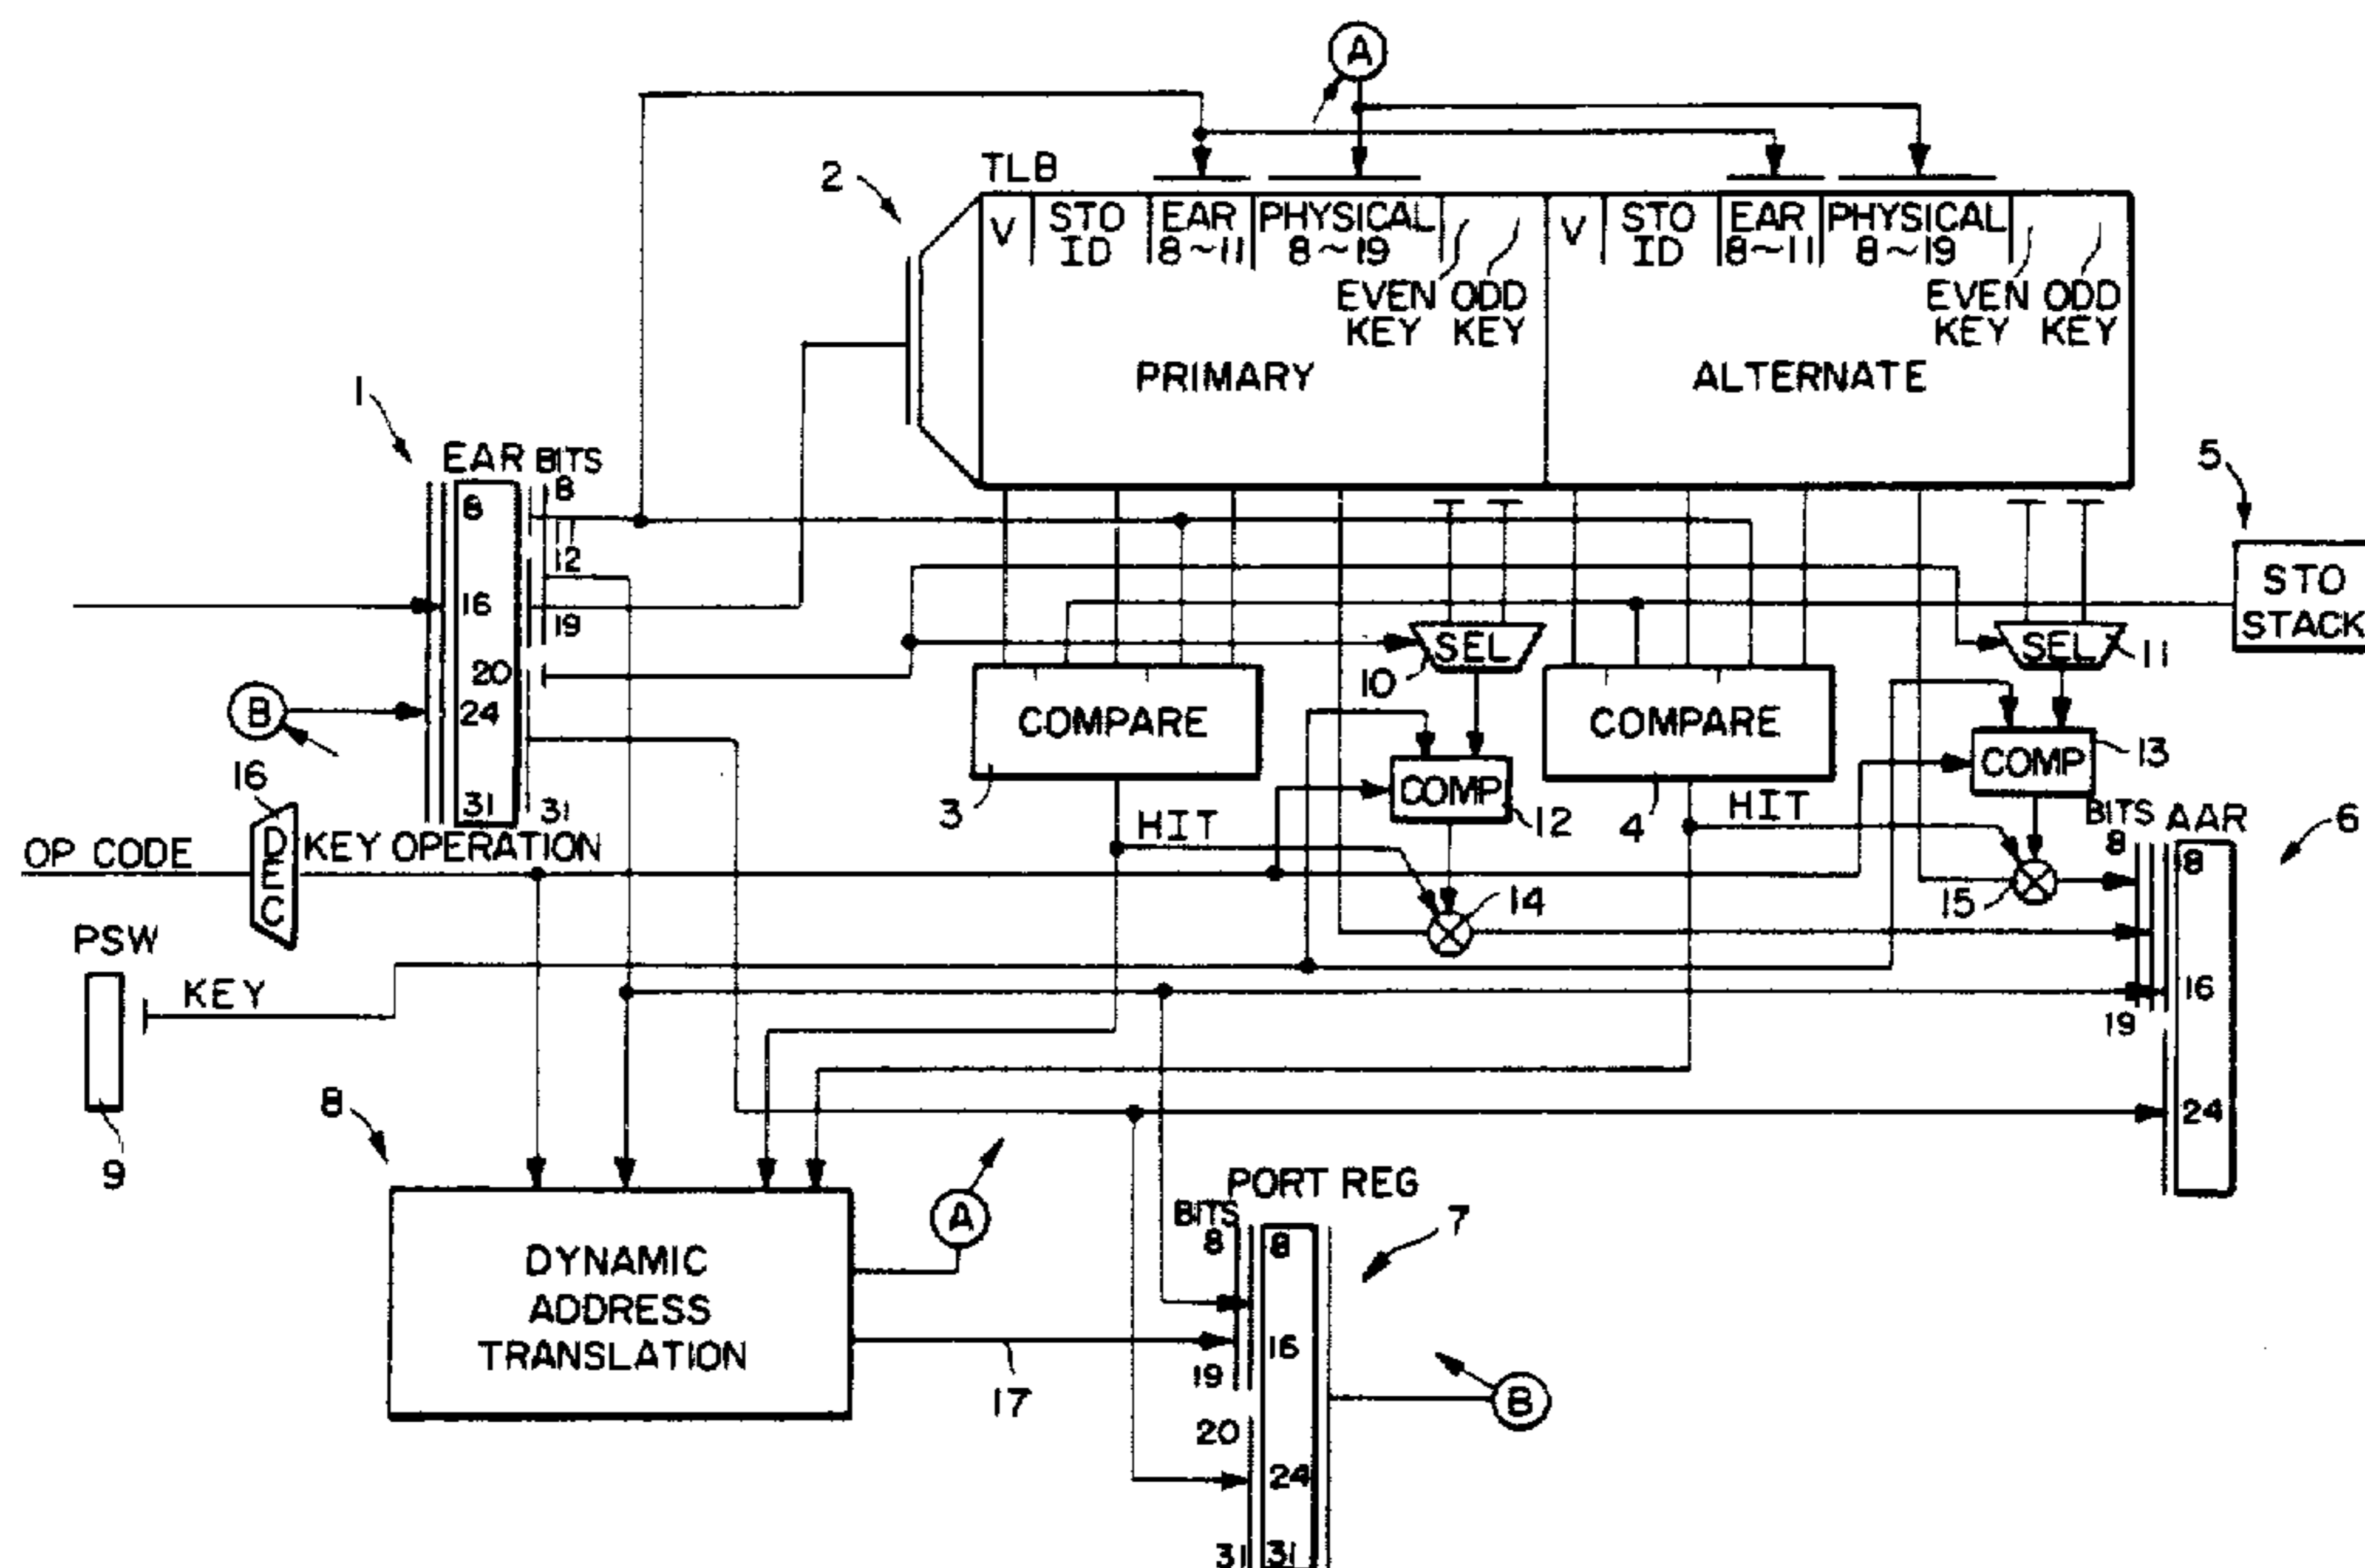 A
2
TLB
V
STO
ID
EAR
8~11
PHYSICAL
8~19
EVEN
KEY
ODD
KEY
V
STO
ID
EAR
8~11
PHYSICAL
8~19
EVEN
KEY
ODD
KEY
PRIMARY
ALTERNATE
1
EAR
BITS
8
11
12
19
31
8
16
20
24
31
5
STO
STACK
SEL
10
SEL
11
COMPARE
3
COMPARE
4
COMP
12
COMP
13
B
16
OP CODE
DEC
KEY OPERATION
HIT
HIT
14
15
BITS
8
19
AAR
8
16
24
6
PSW
KEY
9
8
DYNAMIC
ADDRESS
TRANSLATION
A
17
PORT REG
BITS
8
19
20
31
8
16
24
31
7
B